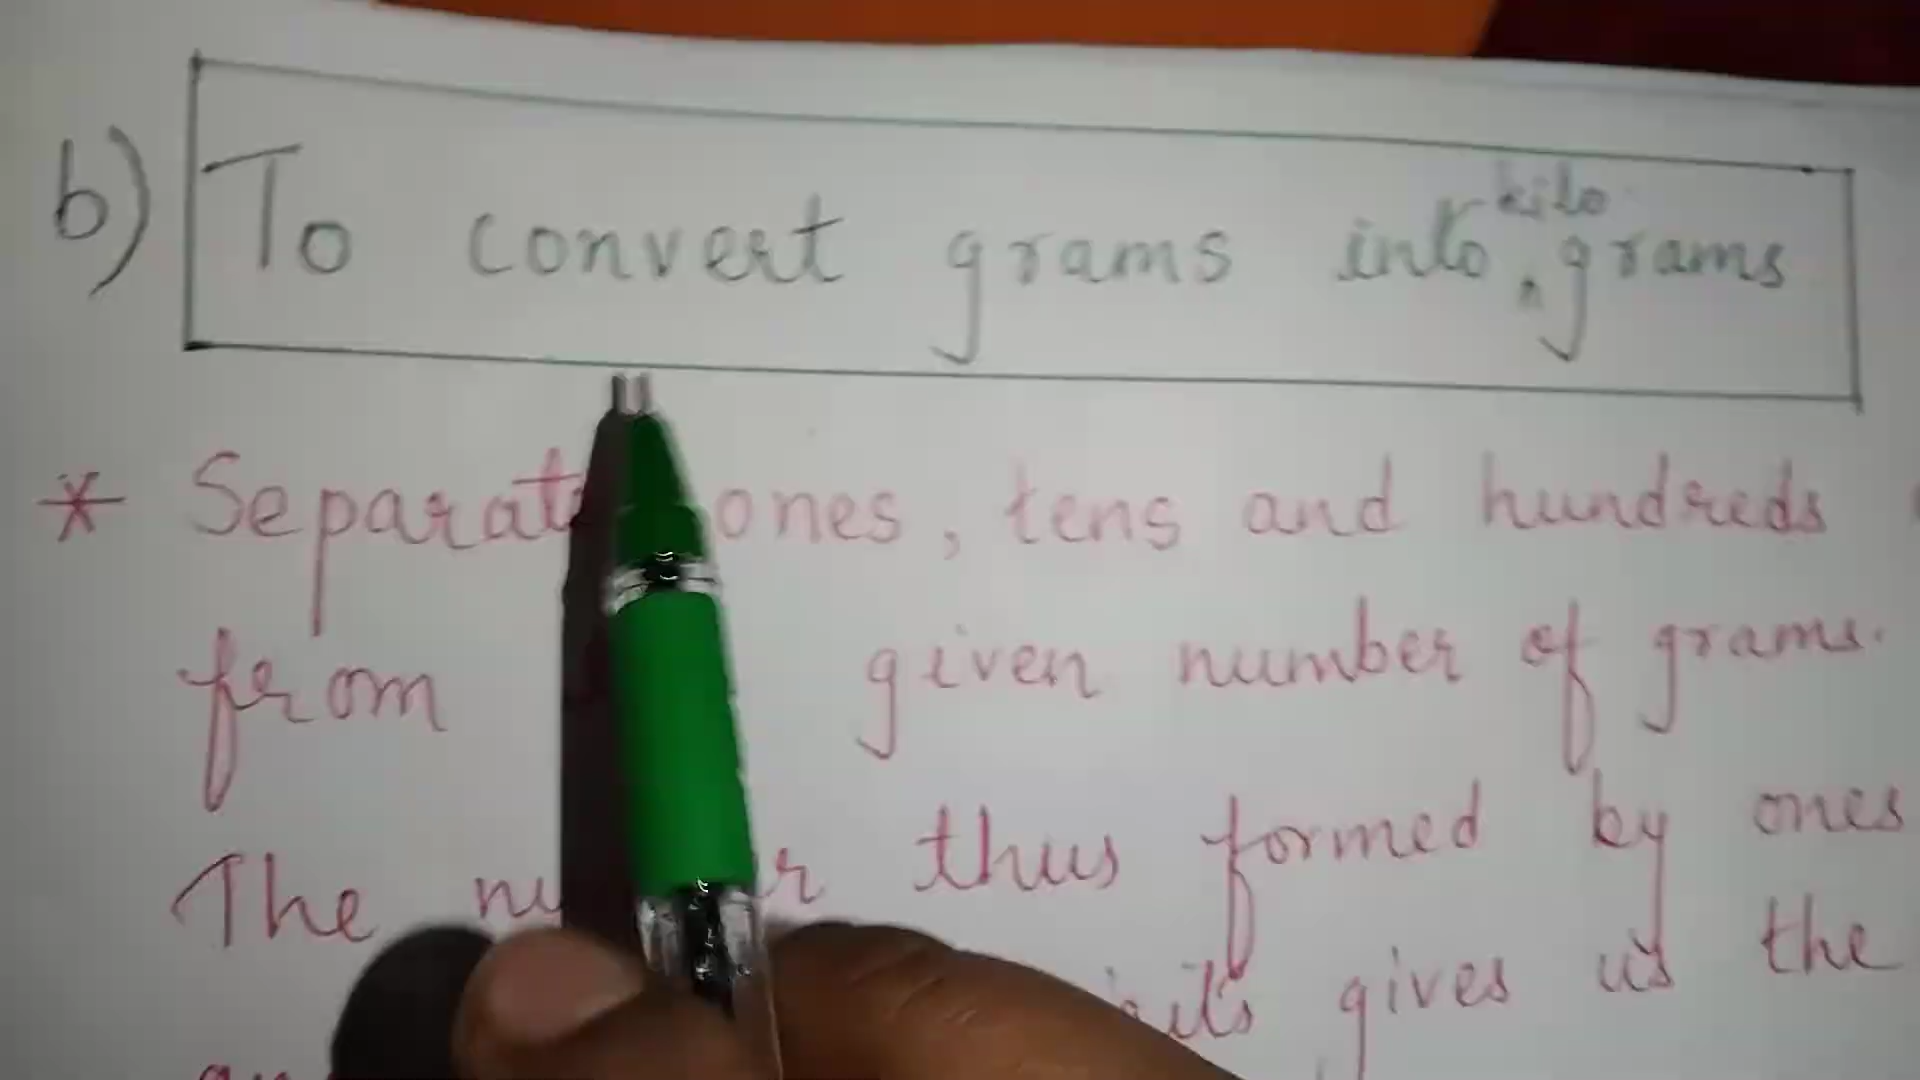 b) To convert grams into kilo grams
* Separate ones, tens and hundreds
from given number of grams.
The thus formed by ones
gives us the